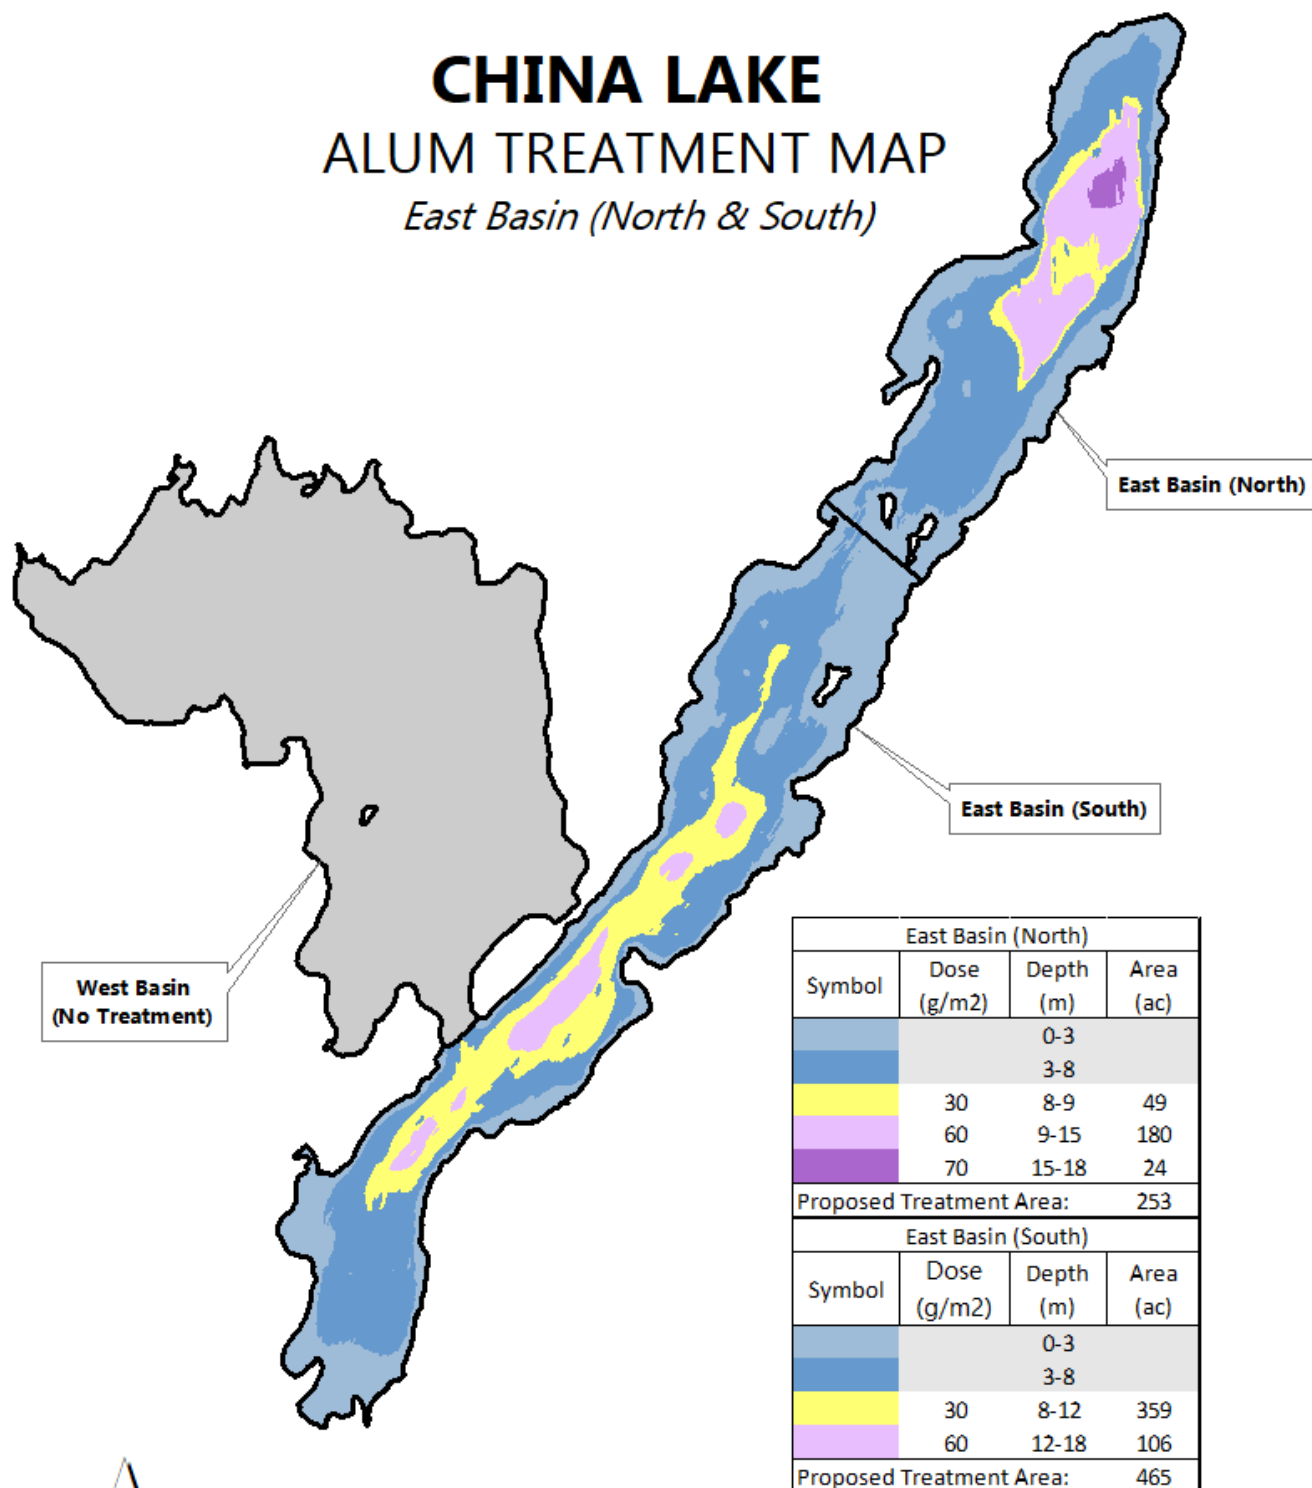 CHINA LAKE
ALUM TREATMENT MAP
East Basin (North & South)
East Basin (North)
East Basin (South)
West Basin
(No Treatment)
East Basin (North)
Symbol Dose (g/m2) Depth (m) Area (ac)
0-3
3-8
30 8-9 49
60 9-15 180
70 15-18 24
Proposed Treatment Area: 253
East Basin (South)
Symbol Dose (g/m2) Depth (m) Area (ac)
0-3
3-8
30 8-12 359
60 12-18 106
Proposed Treatment Area: 465